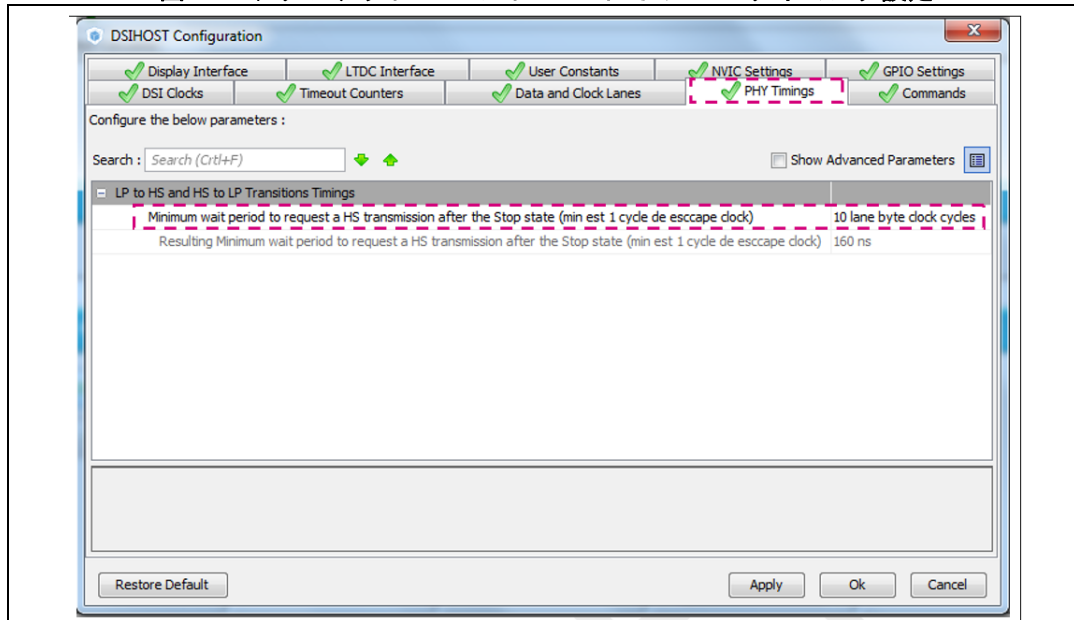 DSIHOST Configuration
Display Interface LTDC Interface User Constants NVIC Settings GPIO Settings
DSI Clocks Timeout Counters Data and Clock Lanes PHY Timings Commands
Configure the below parameters :
Search : Search (Crtl+F) Show Advanced Parameters
LP to HS and HS to LP Transitions Timings
Minimum wait period to request a HS transmission after the Stop state (min est 1 cycle de esccape clock) 10 lane byte clock cycles
Resulting Minimum wait period to request a HS transmission after the Stop state (min est 1 cycle de esccape clock) 160 ns
Restore Default Apply Ok Cancel